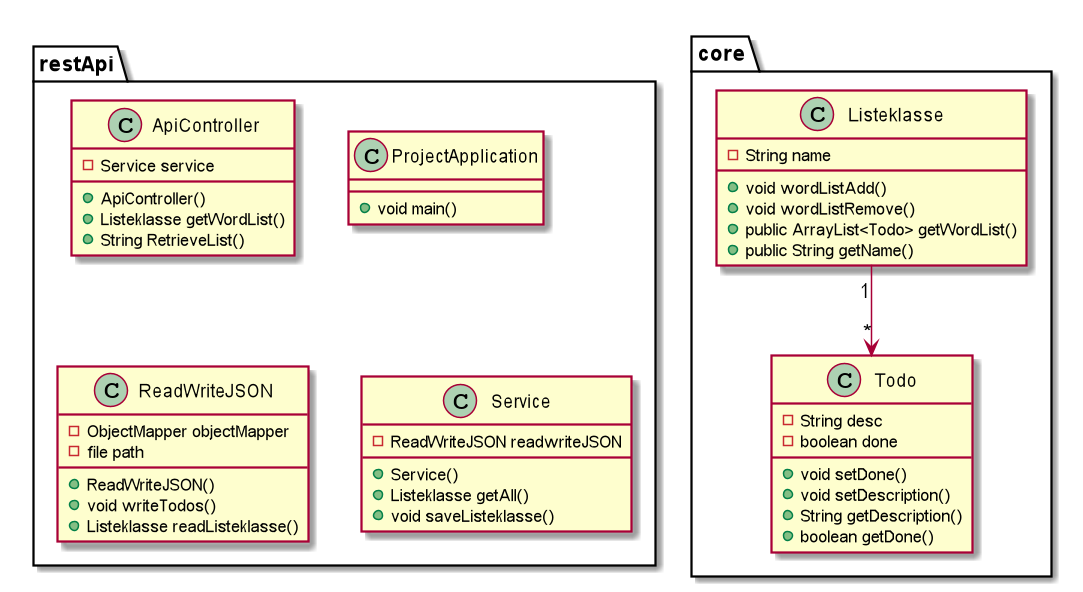 restApi
C ApiController
Service service
ApiController()
Listeklasse getWordList()
String RetrieveList()
C ProjectApplication
void main()
C ReadWriteJSON
ObjectMapper objectMapper
file path
ReadWriteJSON()
void writeTodos()
Listeklasse readListeklasse()
C Service
ReadWriteJSON readwriteJSON
Service()
Listeklasse getAll()
void saveListeklasse()
core
C Listeklasse
String name
void wordListAdd()
void wordListRemove()
public ArrayList<Todo> getWordList()
public String getName()
1
*
C Todo
String desc
boolean done
void setDone()
void setDescription()
String getDescription()
boolean getDone()